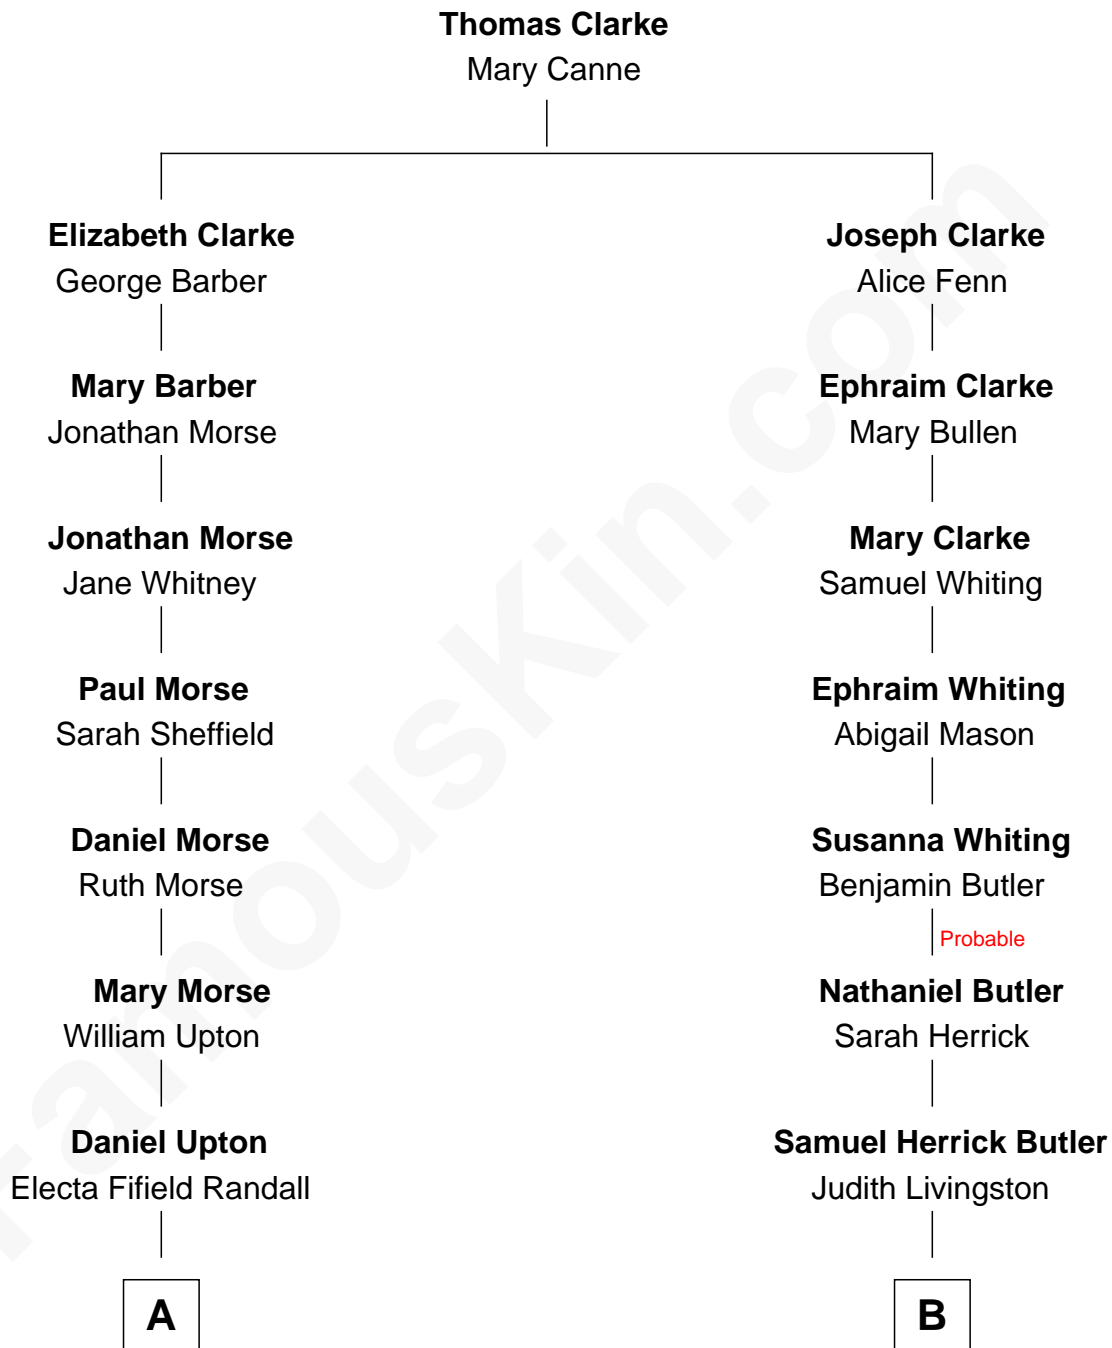 Thomas Clarke
Mary Canne
Elizabeth Clarke
George Barber
Joseph Clarke
Alice Fenn
Mary Barber
Jonathan Morse
Ephraim Clarke
Mary Bullen
Jonathan Morse
Jane Whitney
Mary Clarke
Samuel Whiting
Paul Morse
Sarah Sheffield
Ephraim Whiting
Abigail Mason
Daniel Morse
Ruth Morse
Susanna Whiting
Benjamin Butler
Probable
Mary Morse
William Upton
Nathaniel Butler
Sarah Herrick
Daniel Upton
Electa Fifield Randall
Samuel Herrick Butler
Judith Livingston
A
B
FamousKin.com